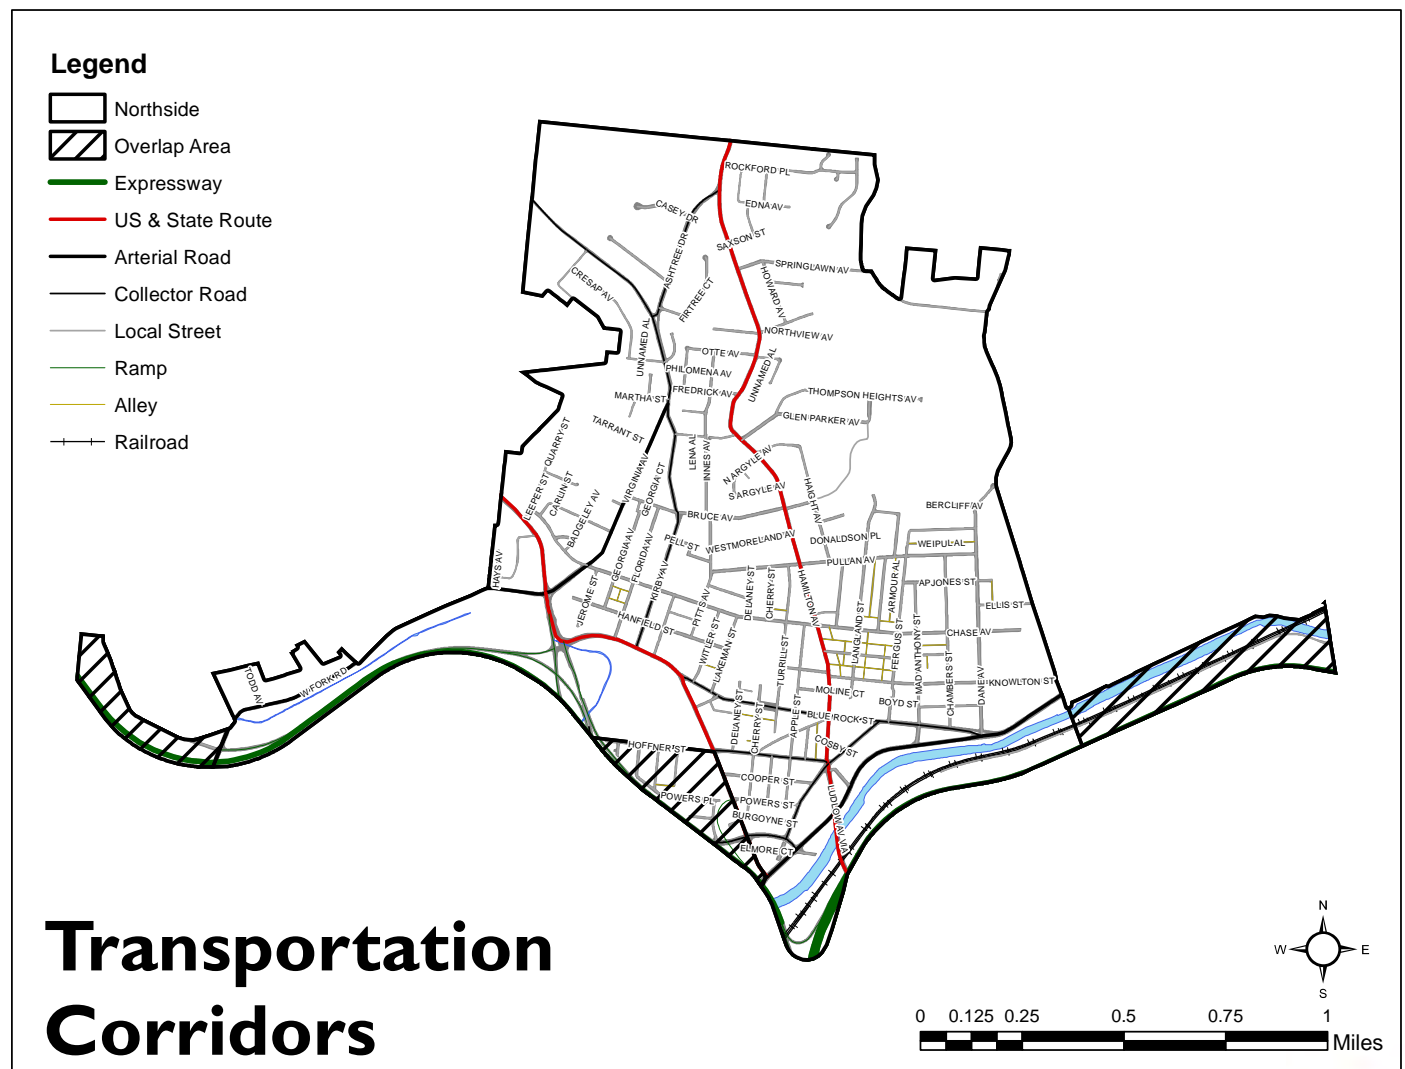 Legend
Northside
Overlap Area
Expressway
US & State Route
Arterial Road
Collector Road
Local Street
Ramp
Alley
Railroad
ROCKFORD PL
CASEY DR
EDNA AV
ASHTREE DR
SAXSON ST
CRESAP AV
FIRTREE CT
SPRINGLAWN AV
HOWARD AV
UNNAMED AL
NORTHVIEW AV
OTTE AV
PHILOMENA AV
UNNAMED AL
FREDRICK AV
MARTHA ST
THOMPSON HEIGHTS AV
GLEN PARKER AV
TARRANT ST
QUARRY ST
LENA AL
INNES AV
N ARGYLE AV
S ARGYLE AV
VIRGINIA AV
GEORGIA CT
LEEPER ST
CARLIN ST
BADGELEY AV
HAIGHT AV
BERCLIFF AV
BRUCE AV
PELL ST
WESTMORELAND AV
DONALDSON PL
WEIPUL AL
PULLAN AV
HAYS AV
GEORGIA AV
FLORIDA AV
KIRBY AV
JEROME ST
HANFIELD ST
PITTS AV
DELANEY ST
CHERRY ST
HAMILTON AV
ARMOUR AL
APJONES ST
ELLIS ST
CHASE AV
WITLER ST
LAKEMAN ST
TURRILL ST
LANGLAND ST
FERGUS ST
MAD ANTHONY ST
CHAMBERS ST
DANE AV
KNOWLTON ST
MOLINE CT
BOYD ST
TODD AV
W FORK RD
DELANEY ST
CHERRY ST
APPLE ST
BLUE ROCK ST
COSBY ST
HOFFNER ST
COOPER ST
POWERS PL
POWERS ST
BURGOYNE ST
ELMORE CT
LUDLOW AV VIA
Transportation
Corridors
N
W E
S
0 0.125 0.25 0.5 0.75 1
Miles